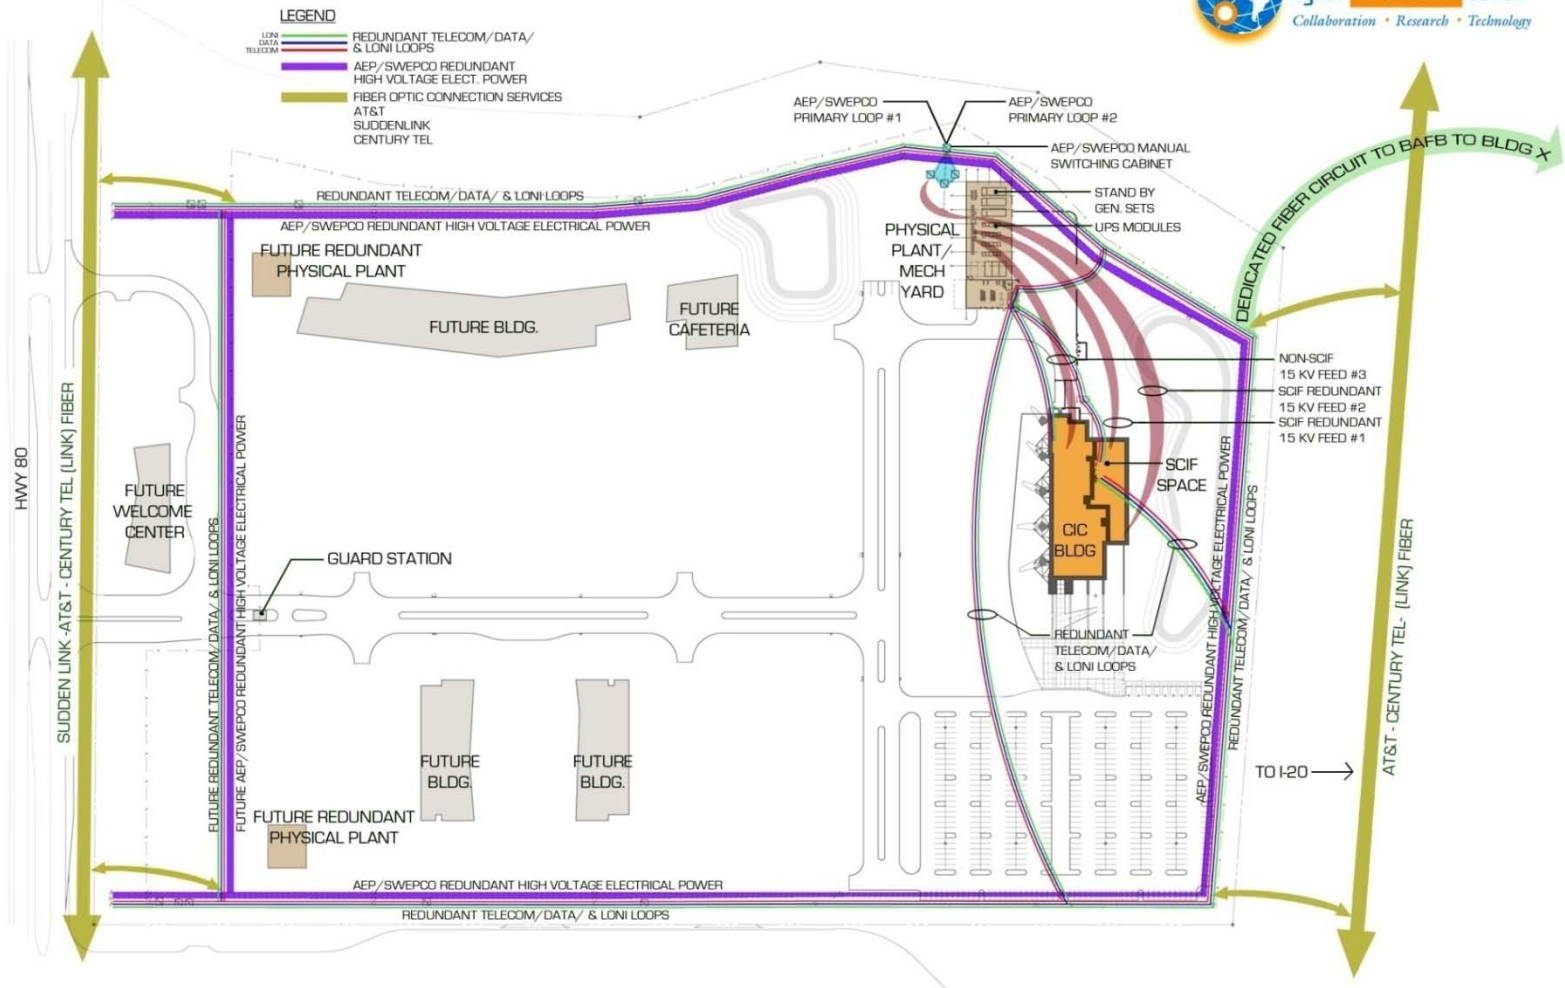 Collaboration • Research • Technology
LEGEND
LONI
DATA
TELECOM
REDUNDANT TELECOM/DATA/
& LONI LOOPS
AEP/SWEPCO REDUNDANT
HIGH VOLTAGE ELECT. POWER
FIBER OPTIC CONNECTION SERVICES
AT&T
SUDDENLINK
CENTURY TEL
AEP/SWEPCO
PRIMARY LOOP #1
AEP/SWEPCO
PRIMARY LOOP #2
AEP/SWEPCO MANUAL
SWITCHING CABINET
STAND BY
GEN. SETS
UPS MODULES
DEDICATED FIBER CIRCUIT TO BAFB TO BLDG X
REDUNDANT TELECOM/DATA/ & LONI LOOPS
AEP/SWEPCO REDUNDANT HIGH VOLTAGE ELECTRICAL POWER
FUTURE REDUNDANT
PHYSICAL PLANT
FUTURE BLDG.
FUTURE
CAFETERIA
PHYSICAL
PLANT/
MECH
YARD
NON-SCIF
15 KV FEED #3
SCIF REDUNDANT
15 KV FEED #2
SCIF REDUNDANT
15 KV FEED #1
SCIF
SPACE
CIC
BLDG
HWY 80
SUDDEN LINK -AT&T - CENTURY TEL (LINK) FIBER
FUTURE
WELCOME
CENTER
FUTURE REDUNDANT TELECOM/DATA/ & LONI LOOPS
FUTURE AEP/SWEPCO REDUNDANT HIGH VOLTAGE ELECTRICAL POWER
GUARD STATION
REDUNDANT
TELECOM/DATA/
& LONI LOOPS
AEP/SWEPCO REDUNDANT HIGH VOLTAGE ELECTRICAL POWER
REDUNDANT TELECOM/DATA/ & LONI LOOPS
AT&T - CENTURY TEL- (LINK) FIBER
TO I-20
FUTURE
BLDG.
FUTURE
BLDG.
FUTURE REDUNDANT
PHYSICAL PLANT
AEP/SWEPCO REDUNDANT HIGH VOLTAGE ELECTRICAL POWER
REDUNDANT TELECOM/DATA/ & LONI LOOPS